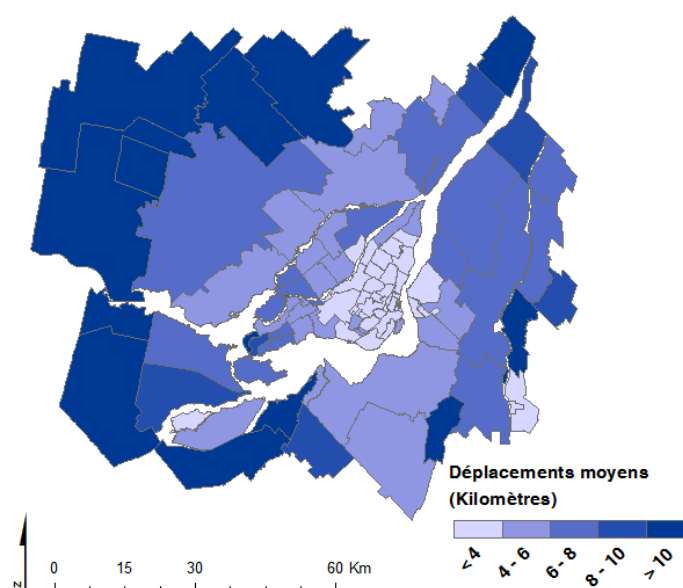 Déplacements moyens
(Kilomètres)
< 4 4 - 6 6 - 8 8 - 10 > 10
0 15 30 60 Km
N